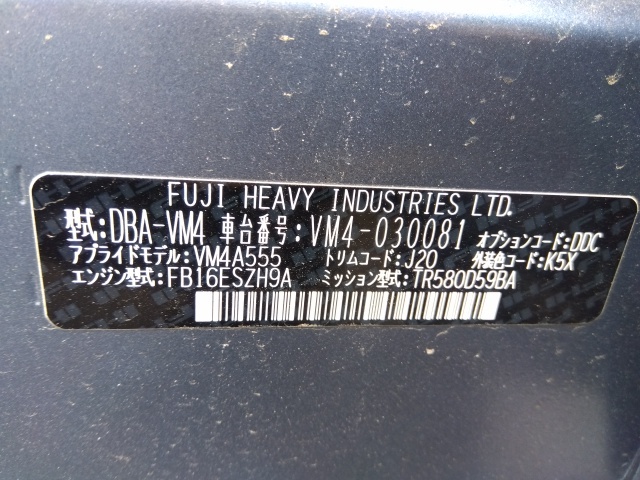 FUJI HEAVY INDUSTRIES LTD.
型式:DBA-VM4 車台番号:VM4-030081 オプションコード:DDC
アプライドモデル:VM4A555 トリムコード:J20 外装色コード:K5X
エンジン型式:FB16ESZH9A ミッション型式:TR580D59BA